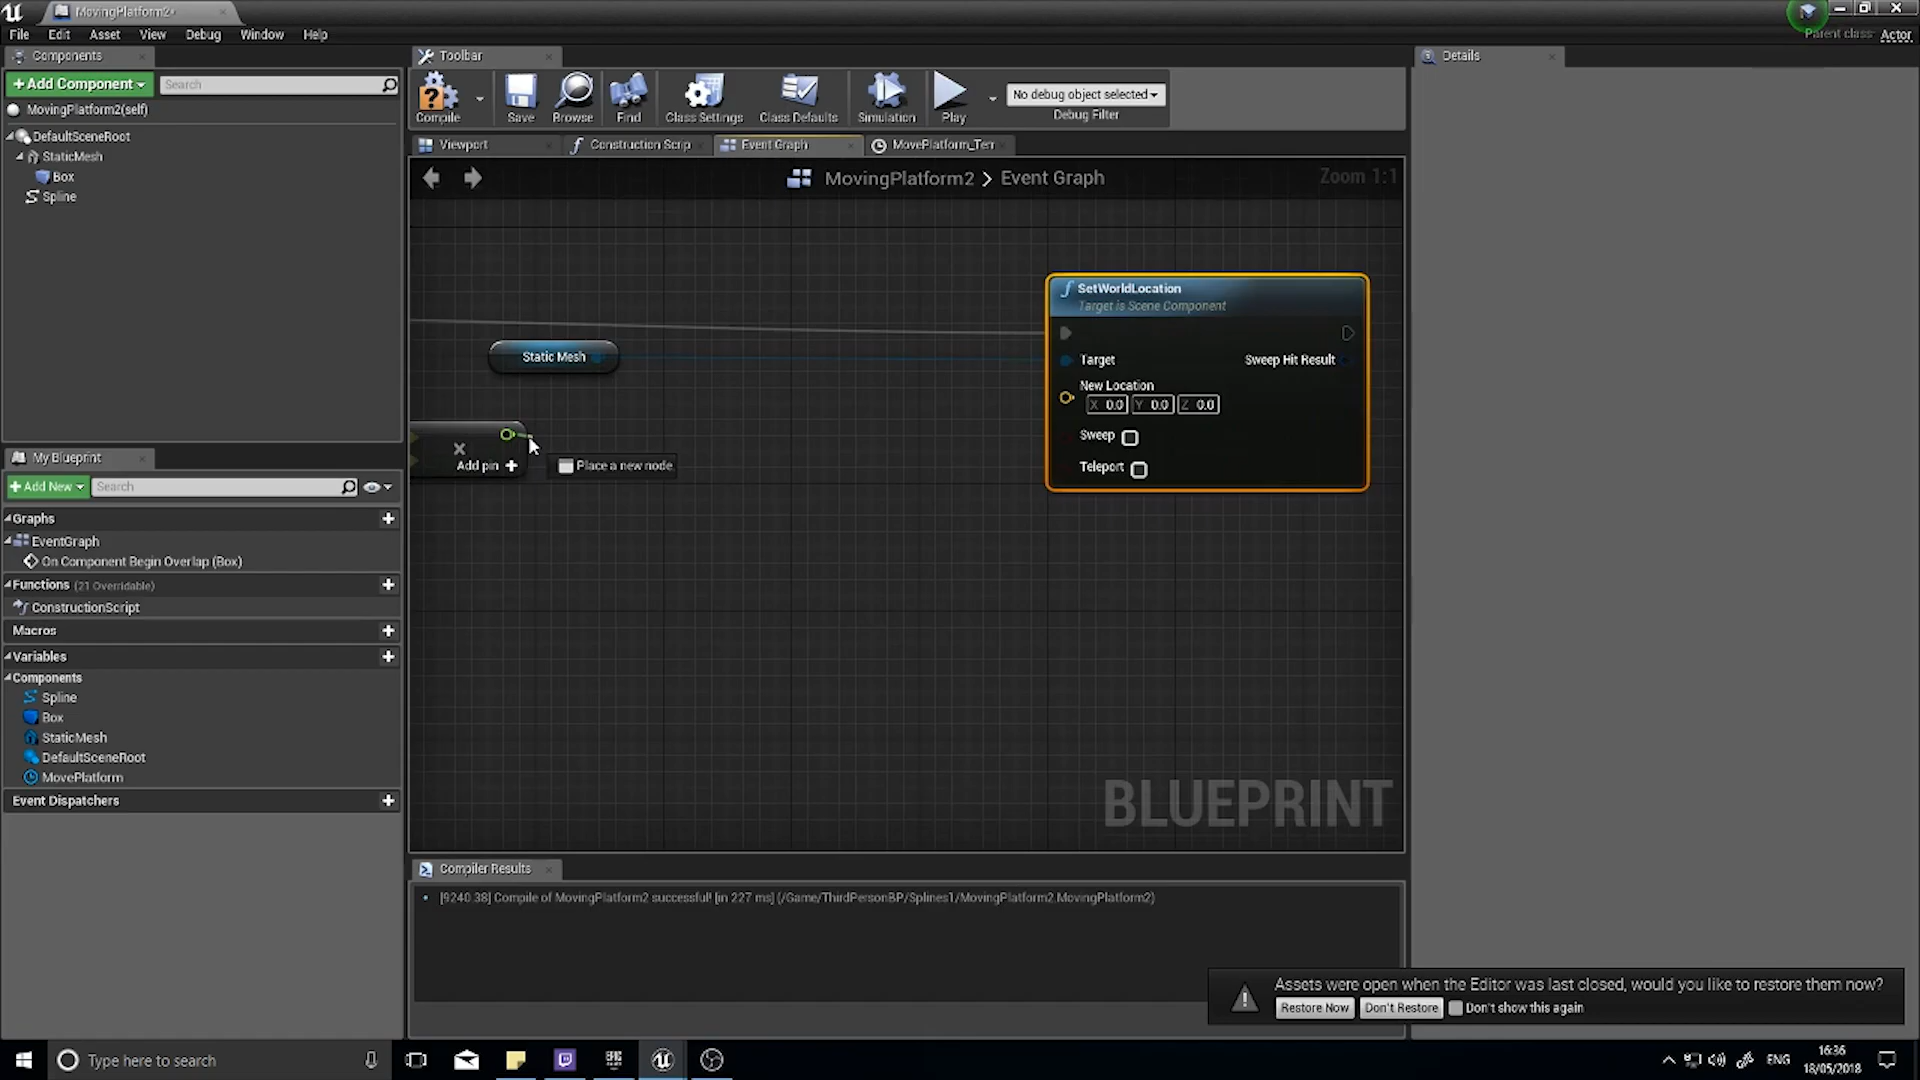 MovingPlatform2*
File Edit Asset View Debug Window Help
Parent class: Actor
Components
+ Add Component
Search
MovingPlatform2(self)
DefaultSceneRoot
StaticMesh
Box
Spline
Toolbar
Compile Save Browse Find Class Settings Class Defaults Simulation Play
No debug object selected
Debug Filter
Viewport Construction Scrip Event Graph MovePlatform_Tem
MovingPlatform2 > Event Graph
Zoom 1:1
SetWorldLocation
Target is Scene Component
Static Mesh
Target Sweep Hit Result
New Location
X 0.0 Y 0.0 Z 0.0
Sweep
Teleport
Add pin +
Place a new node.
BLUEPRINT
My Blueprint
+ Add New
Search
Graphs
EventGraph
On Component Begin Overlap (Box)
Functions (21 Overridable)
ConstructionScript
Macros
Variables
Components
Spline
Box
StaticMesh
DefaultSceneRoot
MovePlatform
Event Dispatchers
Compiler Results
[9240.38] Compile of MovingPlatform2 successful! [in 227 ms] (/Game/ThirdPersonBP/Splines1/MovingPlatform2.MovingPlatform2)
Details
Assets were open when the Editor was last closed, would you like to restore them now?
Restore Now Don't Restore Don't show this again
Type here to search
EPIC
ENG
16:36
18/05/2018